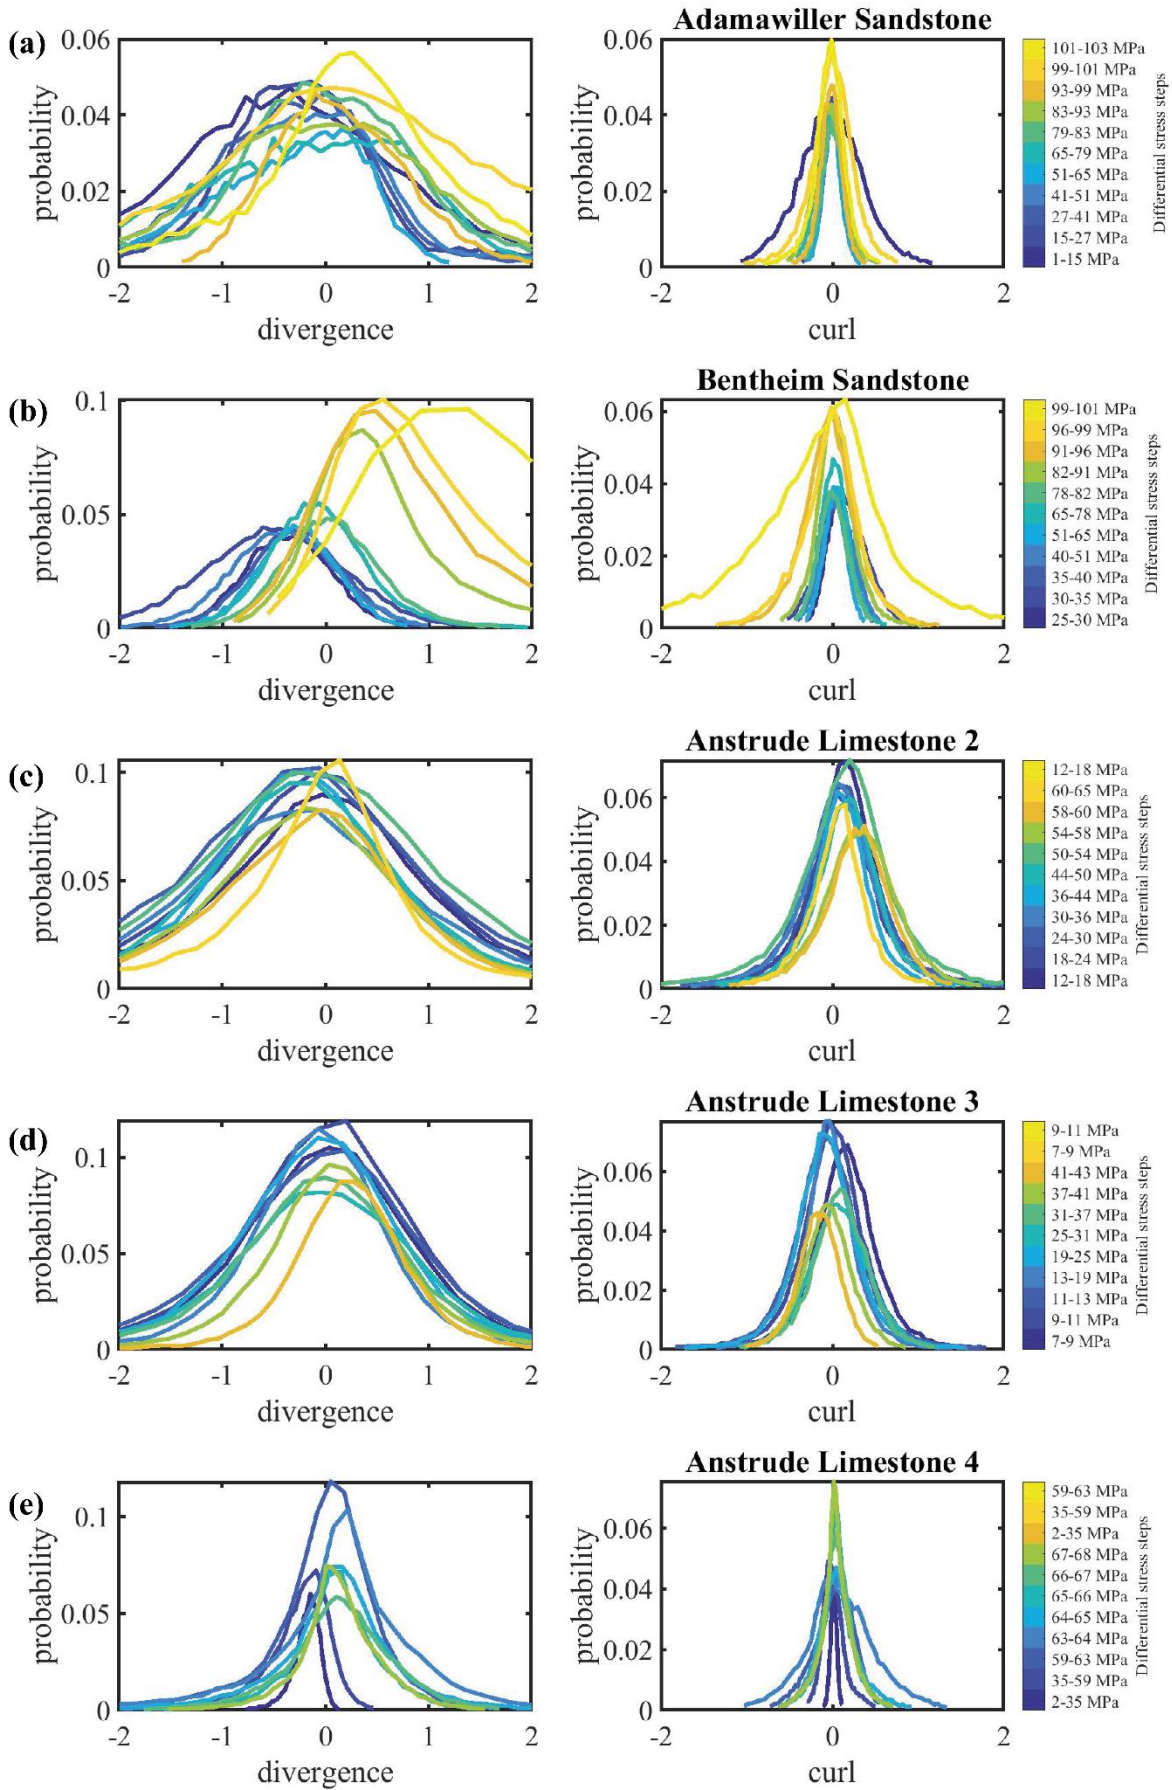 Adamawiller Sandstone
(a)
0.06
0.04
0.02
0
probability
-2
-1
0
1
2
divergence
0.06
0.04
0.02
0
probability
-2
0
2
curl
101-103 MPa
99-101 MPa
93-99 MPa
83-93 MPa
79-83 MPa
65-79 MPa
51-65 MPa
41-51 MPa
27-41 MPa
15-27 MPa
1-15 MPa
Differential stress steps
Bentheim Sandstone
(b)
0.1
0.05
0
probability
-2
-1
0
1
2
divergence
0.06
0.04
0.02
0
probability
-2
0
2
curl
99-101 MPa
96-99 MPa
91-96 MPa
82-91 MPa
78-82 MPa
65-78 MPa
51-65 MPa
40-51 MPa
35-40 MPa
30-35 MPa
25-30 MPa
Differential stress steps
Anstrude Limestone 2
(c)
0.1
0.05
0
probability
-2
-1
0
1
2
divergence
0.06
0.04
0.02
0
probability
-2
0
2
curl
12-18 MPa
60-65 MPa
58-60 MPa
54-58 MPa
50-54 MPa
44-50 MPa
36-44 MPa
30-36 MPa
24-30 MPa
18-24 MPa
12-18 MPa
Differential stress steps
Anstrude Limestone 3
(d)
0.1
0.05
0
probability
-2
-1
0
1
2
divergence
0.06
0.04
0.02
0
probability
-2
0
2
curl
9-11 MPa
7-9 MPa
41-43 MPa
37-41 MPa
31-37 MPa
25-31 MPa
19-25 MPa
13-19 MPa
11-13 MPa
9-11 MPa
7-9 MPa
Differential stress steps
Anstrude Limestone 4
(e)
0.1
0.05
0
probability
-2
-1
0
1
2
divergence
0.06
0.04
0.02
0
probability
-2
0
2
curl
59-63 MPa
35-59 MPa
2-35 MPa
67-68 MPa
66-67 MPa
65-66 MPa
64-65 MPa
63-64 MPa
59-63 MPa
35-59 MPa
2-35 MPa
Differential stress steps